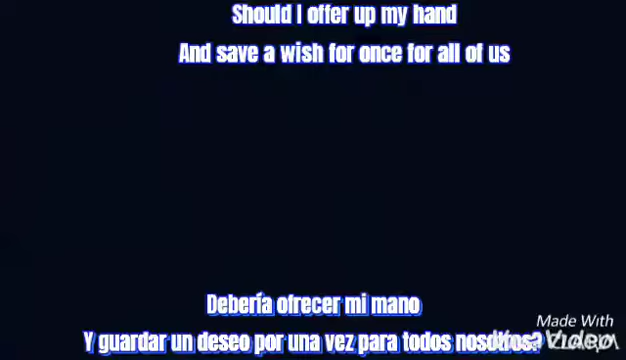 Should I offer up my hand
And save a wish for once for all of us
Debería ofrecer mi mano
Y guardar un deseo por una vez para todos nosotros?
Made With